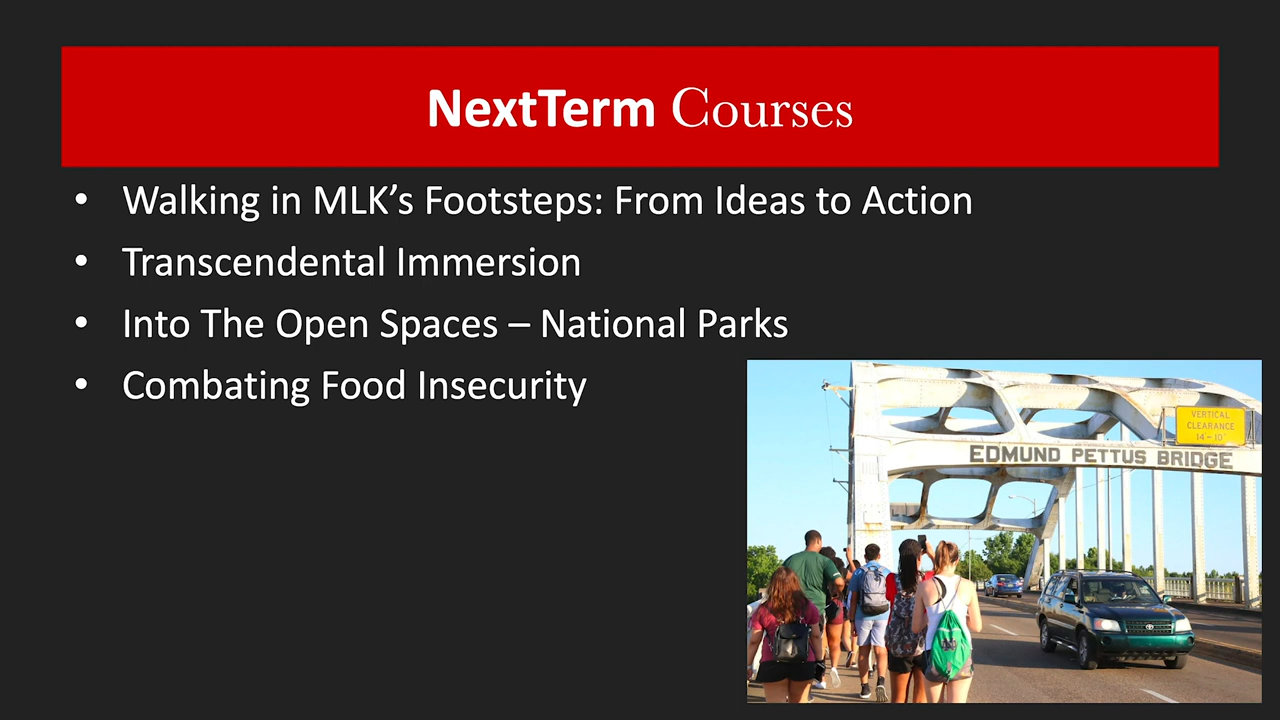 NextTerm Courses
• Walking in MLK’s Footsteps: From Ideas to Action
• Transcendental Immersion
• Into The Open Spaces – National Parks
• Combating Food Insecurity
VERTICAL
CLEARANCE
14-10"
EDMUND PETTUS BRIDGE